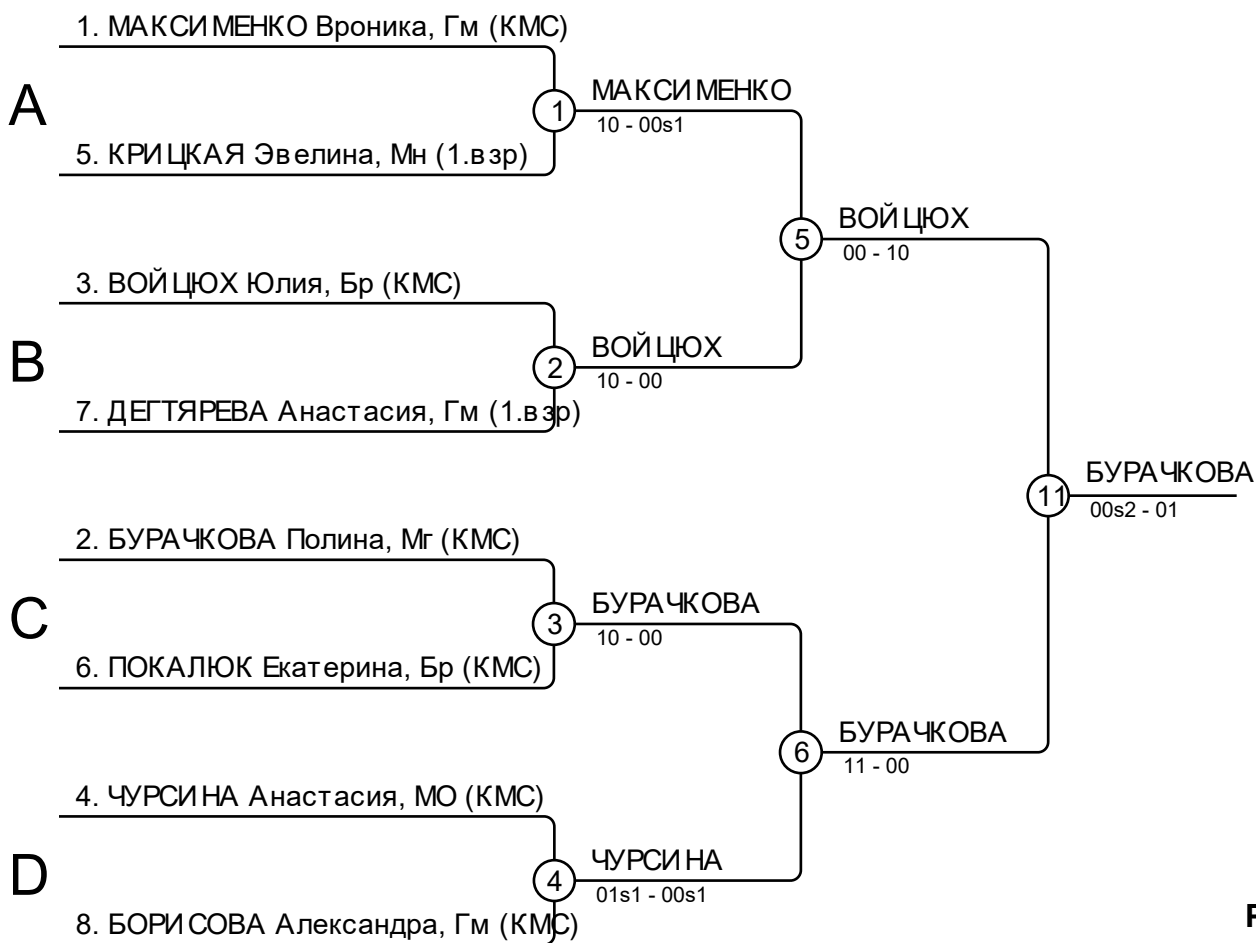 1. МАКСИМЕНКО Вроника, Гм (КМС)
A
1
МАКСИМЕНКО
10 - 00s1
5. КРИЦКАЯ Эвелина, Мн (1.взр)
5
ВОЙЦЮХ
00 - 10
3. ВОЙЦЮХ Юлия, Бр (КМС)
B
2
ВОЙЦЮХ
10 - 00
7. ДЕГТЯРЕВА Анастасия, Гм (1.взр)
11
БУРАЧКОВА
00s2 - 01
2. БУРАЧКОВА Полина, Мг (КМС)
C
3
БУРАЧКОВА
10 - 00
6. ПОКАЛЮК Екатерина, Бр (КМС)
6
БУРАЧКОВА
11 - 00
4. ЧУРСИНА Анастасия, МО (КМС)
D
4
ЧУРСИНА
01s1 - 00s1
8. БОРИСОВА Александра, Гм (КМС)